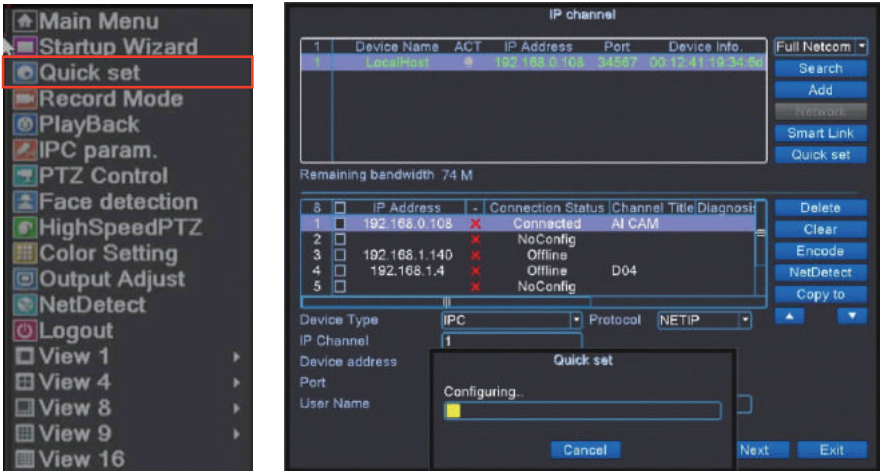 Main Menu
Startup Wizard
Quick set
Record Mode
PlayBack
IPC param.
PTZ Control
Face detection
HighSpeedPTZ
Color Setting
Output Adjust
NetDetect
Logout
View 1
View 4
View 8
View 9
View 16
IP channel
1 Device Name ACT IP Address Port Device Info. Full Netcom
1 LocalHost 192.168.0.108 34567 00:12:41:19:34:6d
Search
Add
Network
Smart Link
Quick set
Remaining bandwidth 74 M
6 IP Address - Connection Status Channel Title Diagnosis Delete
1 192.168.0.108 X Connected AI CAM
Clear
2 X NoConfig
3 192.168.1.140 X Offline
Encode
4 192.168.1.4 X Offline D04 NetDetect
5 X NoConfig
Copy to
Device Type IPC Protocol NETIP
IP Channel 1
Device address
Port
User Name
Quick set
Configuring..
Cancel
Next Exit